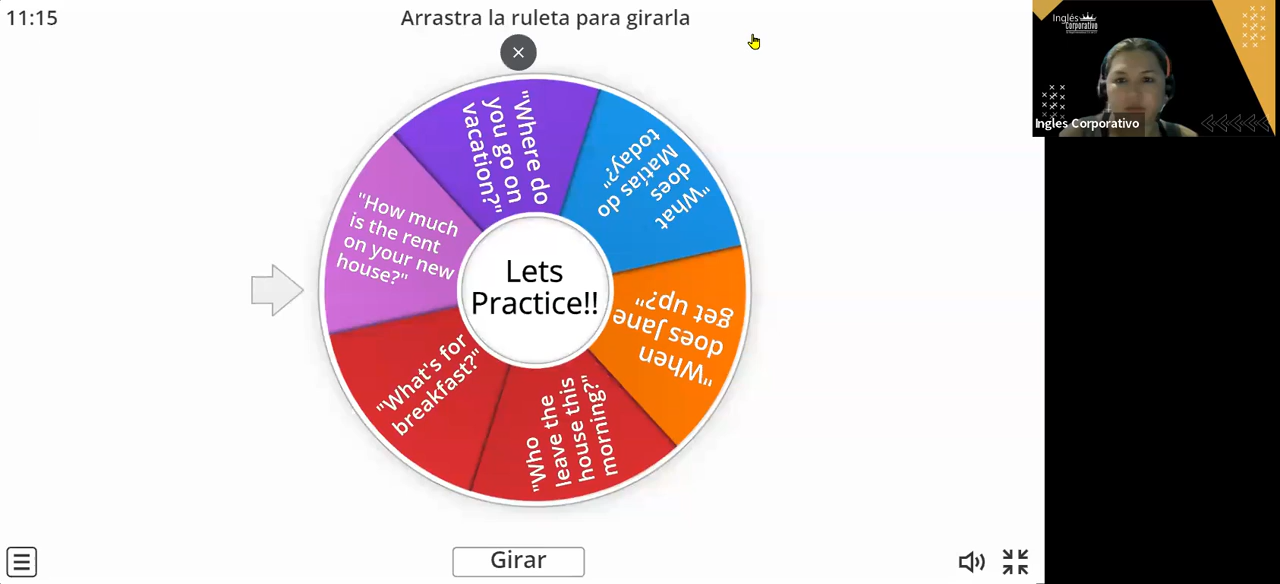 11:15
Arrastra la ruleta para girarla
Inglés
Corporativo
Ingles Corporativo
"Where do
you go on
vacation?"
"What
does
Matías do
today?"
"How much
is the rent
on your new
house?"
Lets
Practice!!
"When
does Jane
get up?"
"What's for
breakfast?"
"Who
leave the
house this
morning?"
Girar